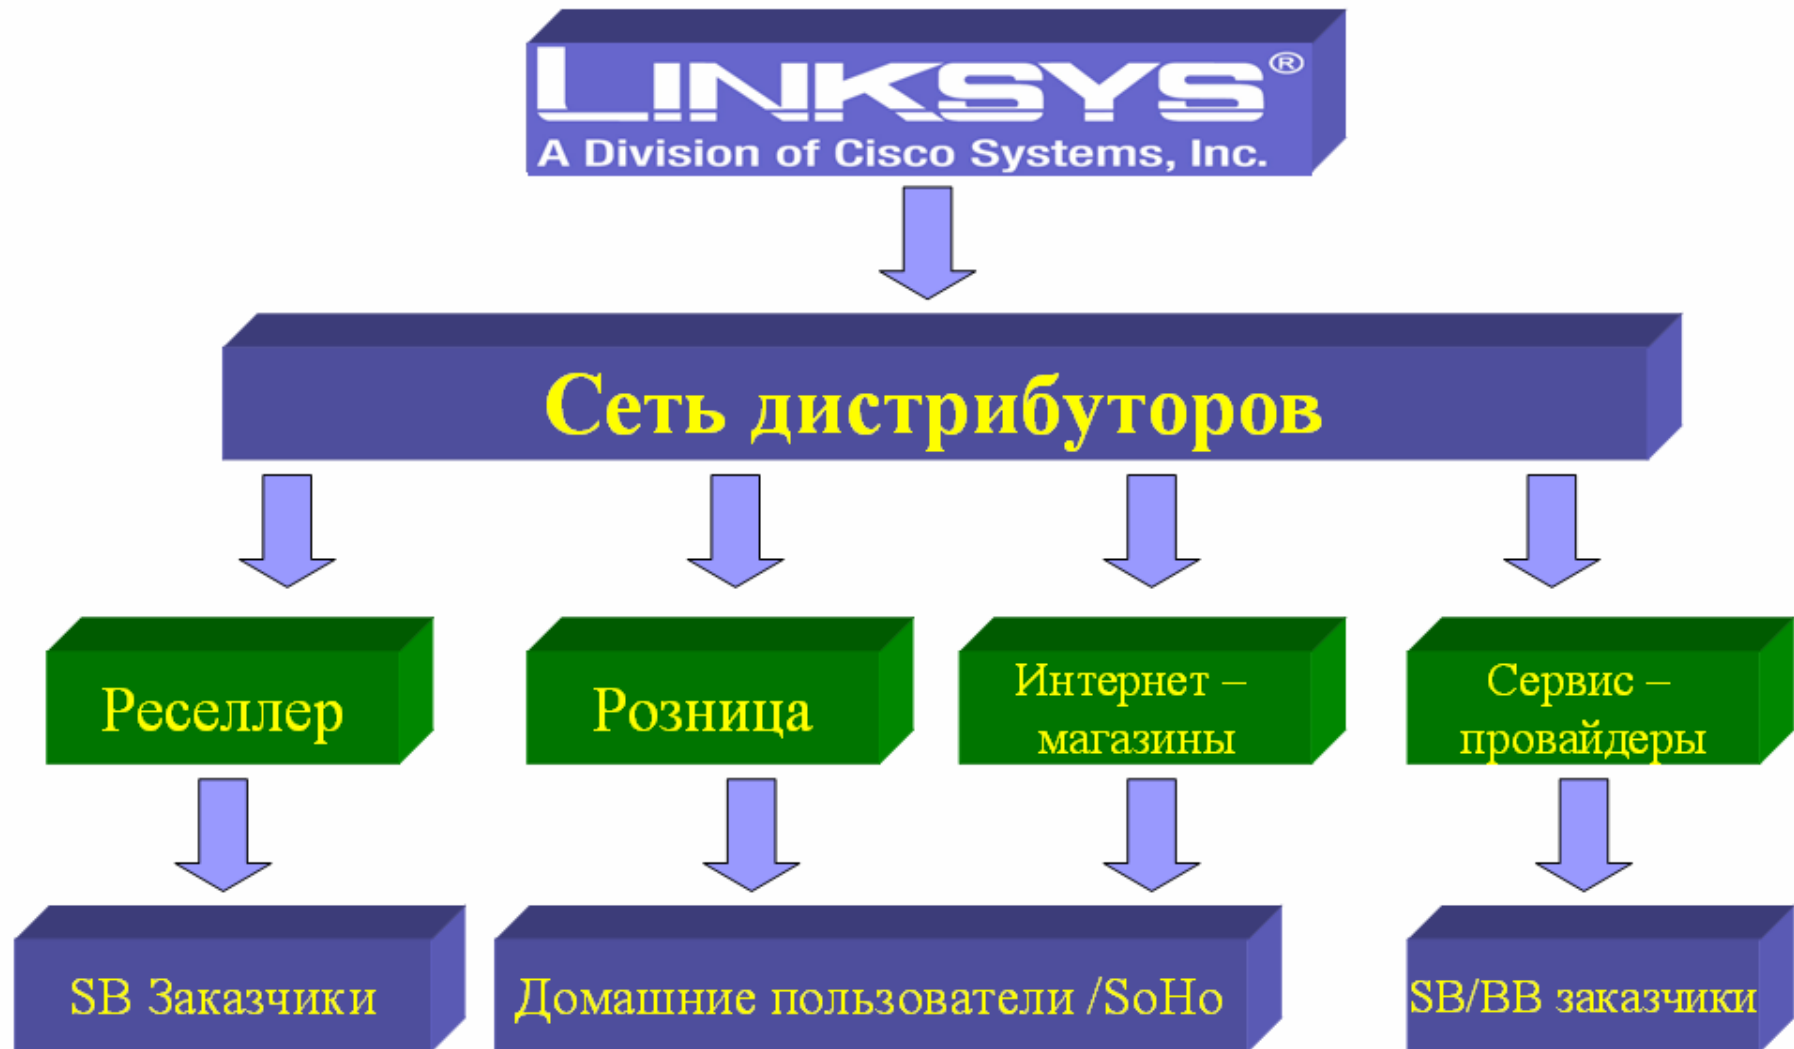 LINKSYS®
A Division of Cisco Systems, Inc.
Сеть дистрибуторов
Реселлер
Розница
Интернет –
магазины
Сервис –
провайдеры
SB Заказчики
Домашние пользователи /SoHo
SB/BB заказчики